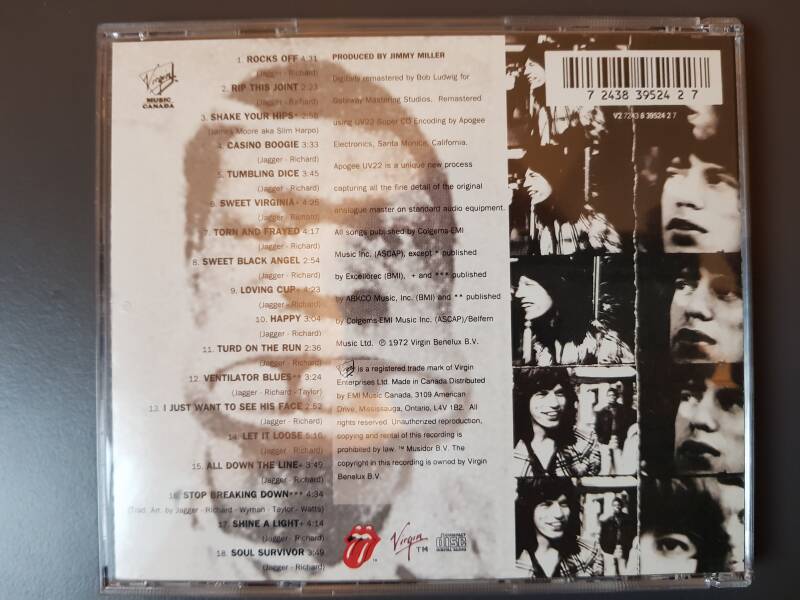 Virgin
MUSIC
CANADA
1. ROCKS OFF 4:31
(Jagger - Richard)
2. RIP THIS JOINT 2:23
(Jagger - Richard)
3. SHAKE YOUR HIPS* 2:58
(James Moore aka Slim Harpo)
4. CASINO BOOGIE 3:33
(Jagger - Richard)
5. TUMBLING DICE 3:45
(Jagger - Richard)
6. SWEET VIRGINIA+ 4:25
(Jagger - Richard)
7. TORN AND FRAYED 4:17
(Jagger - Richard)
8. SWEET BLACK ANGEL 2:54
(Jagger - Richard)
9. LOVING CUP+ 4:23
(Jagger - Richard)
10. HAPPY 3:04
(Jagger - Richard)
11. TURD ON THE RUN 2:36
(Jagger - Richard)
12. VENTILATOR BLUES** 3:24
(Jagger - Richard - Taylor)
13. I JUST WANT TO SEE HIS FACE 2:52
(Jagger - Richard)
14. LET IT LOOSE 5:16
(Jagger - Richard)
15. ALL DOWN THE LINE+ 3:49
(Jagger - Richard)
16. STOP BREAKING DOWN*** 4:34
(Trad. Art. by Jagger - Richard - Wyman - Taylor - Watts)
17. SHINE A LIGHT+ 4:14
(Jagger - Richard)
18. SOUL SURVIVOR 3:49
(Jagger - Richard)
PRODUCED BY JIMMY MILLER
Digitally remastered by Bob Ludwig for
Gateway Mastering Studios. Remastered
using UV22 Super CD Encoding by Apogee
Electronics, Santa Monica, California.
Apogee UV22 is a unique new process
capturing all the fine detail of the original
analogue master on standard audio equipment.
All songs published by Colgems-EMI
Music Inc. (ASCAP), except * published
by Excellorec (BMI), + and *** published
by ABKCO Music, Inc. (BMI) and ** published
by Colgems-EMI Music Inc. (ASCAP)/Belfern
Music Ltd. ℗ 1972 Virgin Benelux B.V.
Virgin is a registered trade mark of Virgin
Enterprises Ltd. Made in Canada. Distributed
by EMI Music Canada, 3109 American
Drive, Mississauga, Ontario, L4V 1B2. All
rights reserved. Unauthorized reproduction,
copying and rental of this recording is
prohibited by law. ™ Musidor B.V. The
copyright in this recording is owned by Virgin
Benelux B.V.
™
Virgin™
COMPACT
disc
DIGITAL AUDIO
7 24383 95242 7
V2 7243 8 39524 2 7